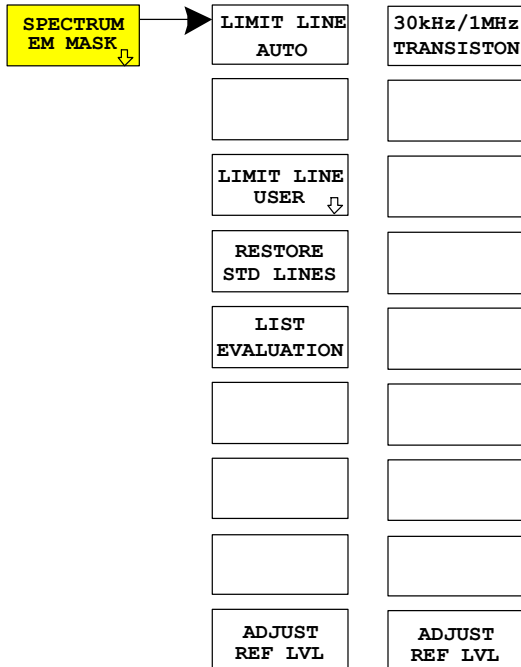 SPECTRUM
EM MASK
LIMIT LINE
AUTO
LIMIT LINE
USER
RESTORE
STD LINES
LIST
EVALUATION
ADJUST
REF LVL
30kHz/1MHz
TRANSISTON
ADJUST
REF LVL